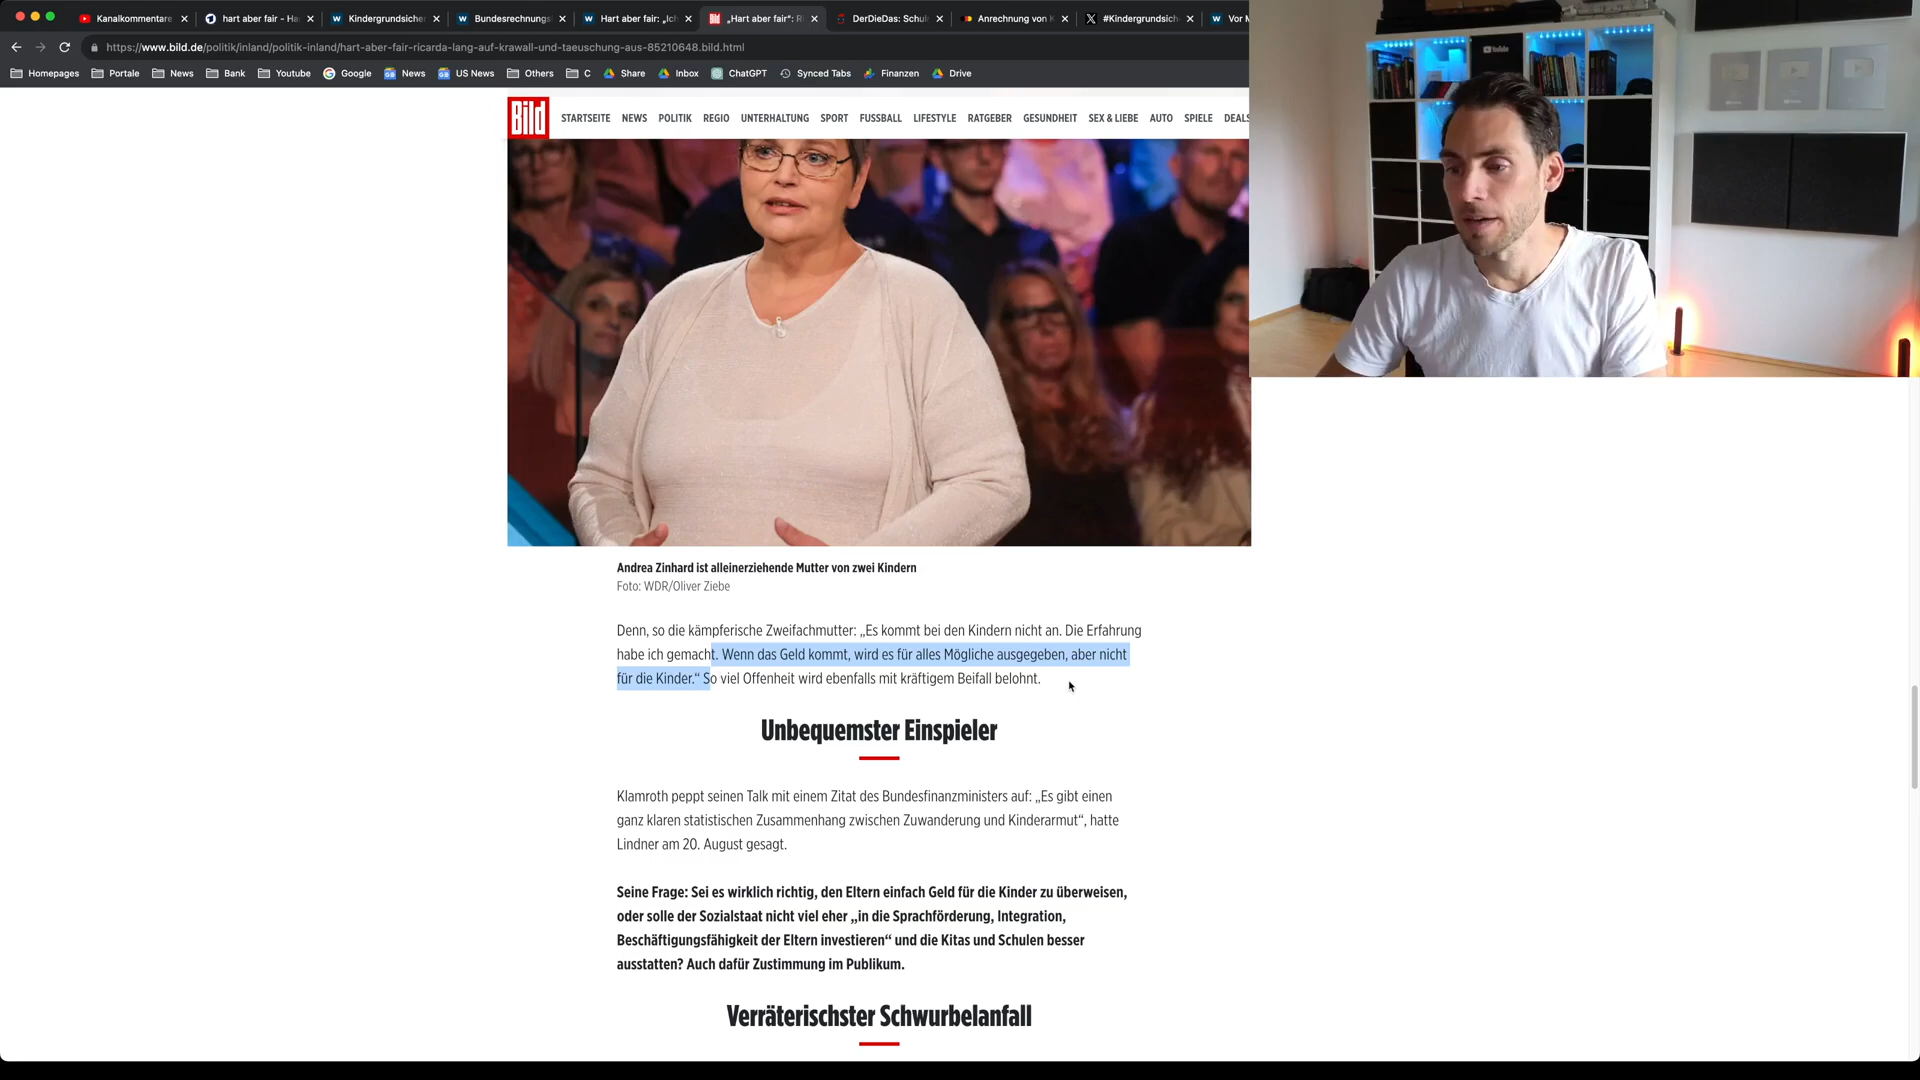 Kanalkommentare
hart aber fair - Ha
Kindergrundsicher
Bundesrechnungs
Hart aber fair: „Ich
„Hart aber fair“: Ri
DerDieDas: Schul
Anrechnung von K
#Kindergrundsich
Vor M
https://www.bild.de/politik/inland/politik-inland/hart-aber-fair-ricarda-lang-auf-krawall-und-taeuschung-aus-85210648.bild.html
Homepages
Portale
News
Bank
Youtube
Google
News
US News
Others
C
Share
Inbox
ChatGPT
Synced Tabs
Finanzen
Drive
Bild
STARTSEITE
NEWS
POLITIK
REGIO
UNTERHALTUNG
SPORT
FUSSBALL
LIFESTYLE
RATGEBER
GESUNDHEIT
SEX & LIEBE
AUTO
SPIELE
DEALS
YouTube
Andrea Zinhard ist alleinerziehende Mutter von zwei Kindern
Foto: WDR/Oliver Ziebe
Denn, so die kämpferische Zweifachmutter: „Es kommt bei den Kindern nicht an. Die Erfahrung
habe ich gemacht. Wenn das Geld kommt, wird es für alles Mögliche ausgegeben, aber nicht
für die Kinder.“ So viel Offenheit wird ebenfalls mit kräftigem Beifall belohnt.
Unbequemster Einspieler
Klamroth peppt seinen Talk mit einem Zitat des Bundesfinanzministers auf: „Es gibt einen
ganz klaren statistischen Zusammenhang zwischen Zuwanderung und Kinderarmut“, hatte
Lindner am 20. August gesagt.
Seine Frage: Sei es wirklich richtig, den Eltern einfach Geld für die Kinder zu überweisen,
oder solle der Sozialstaat nicht viel eher „in die Sprachförderung, Integration,
Beschäftigungsfähigkeit der Eltern investieren“ und die Kitas und Schulen besser
ausstatten? Auch dafür Zustimmung im Publikum.
Verräterischster Schwurbelanfall